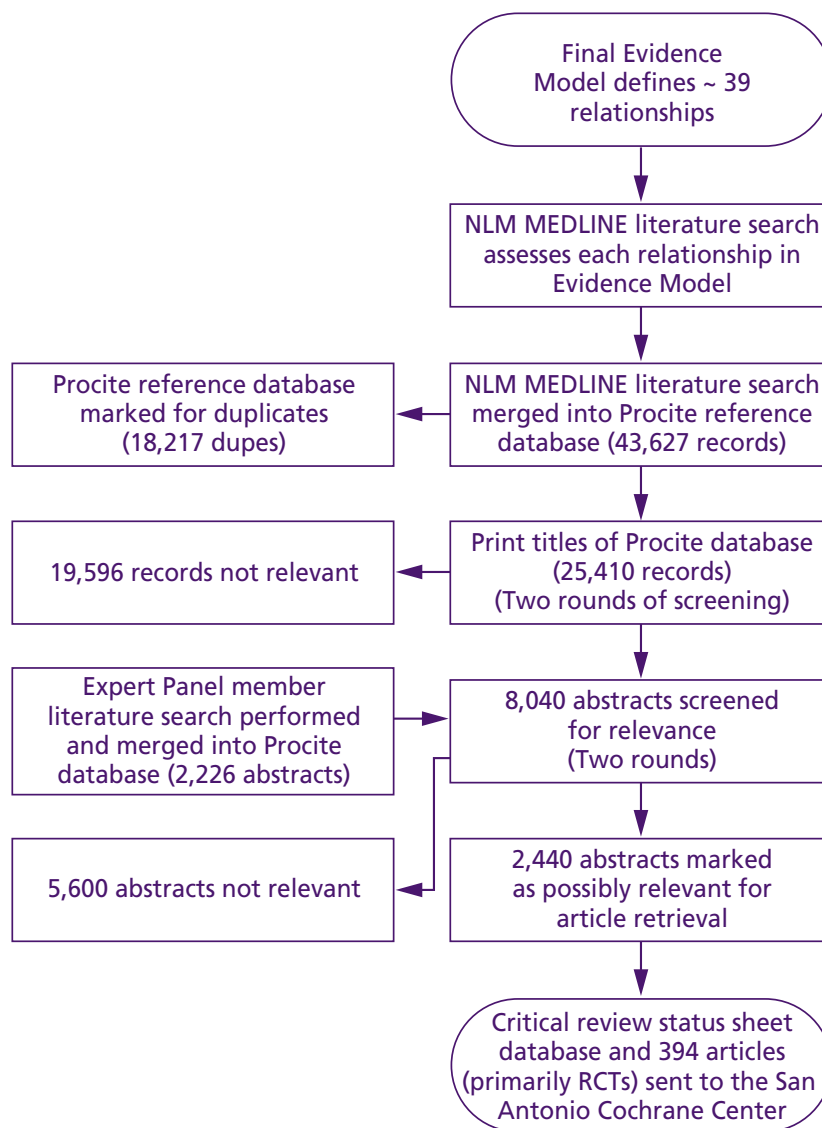 Final Evidence
Model defines ~ 39
relationships
NLM MEDLINE literature search
assesses each relationship in
Evidence Model
Procite reference database
marked for duplicates
(18,217 dupes)
NLM MEDLINE literature search
merged into Procite reference
database (43,627 records)
19,596 records not relevant
Print titles of Procite database
(25,410 records)
(Two rounds of screening)
Expert Panel member
literature search performed
and merged into Procite
database (2,226 abstracts)
8,040 abstracts screened
for relevance
(Two rounds)
5,600 abstracts not relevant
2,440 abstracts marked
as possibly relevant for
article retrieval
Critical review status sheet
database and 394 articles
(primarily RCTs) sent to the San
Antonio Cochrane Center